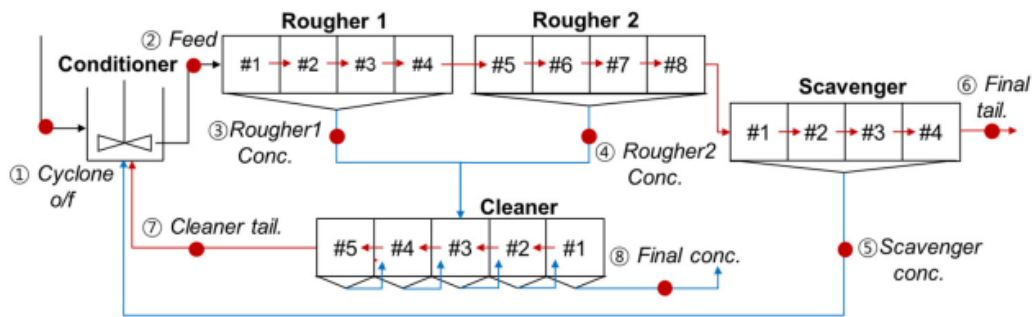 Rougher 1
Rougher 2
② Feed
Conditioner
#1 #2 #3 #4
#5 #6 #7 #8
Scavenger
⑥ Final
tail.
③Rougher1
Conc.
④ Rougher2
Conc.
#1 #2 #3 #4
① Cyclone
o/f
⑦ Cleaner tail.
Cleaner
#5 #4 #3 #2 #1
⑧ Final conc.
⑤Scavenger
conc.